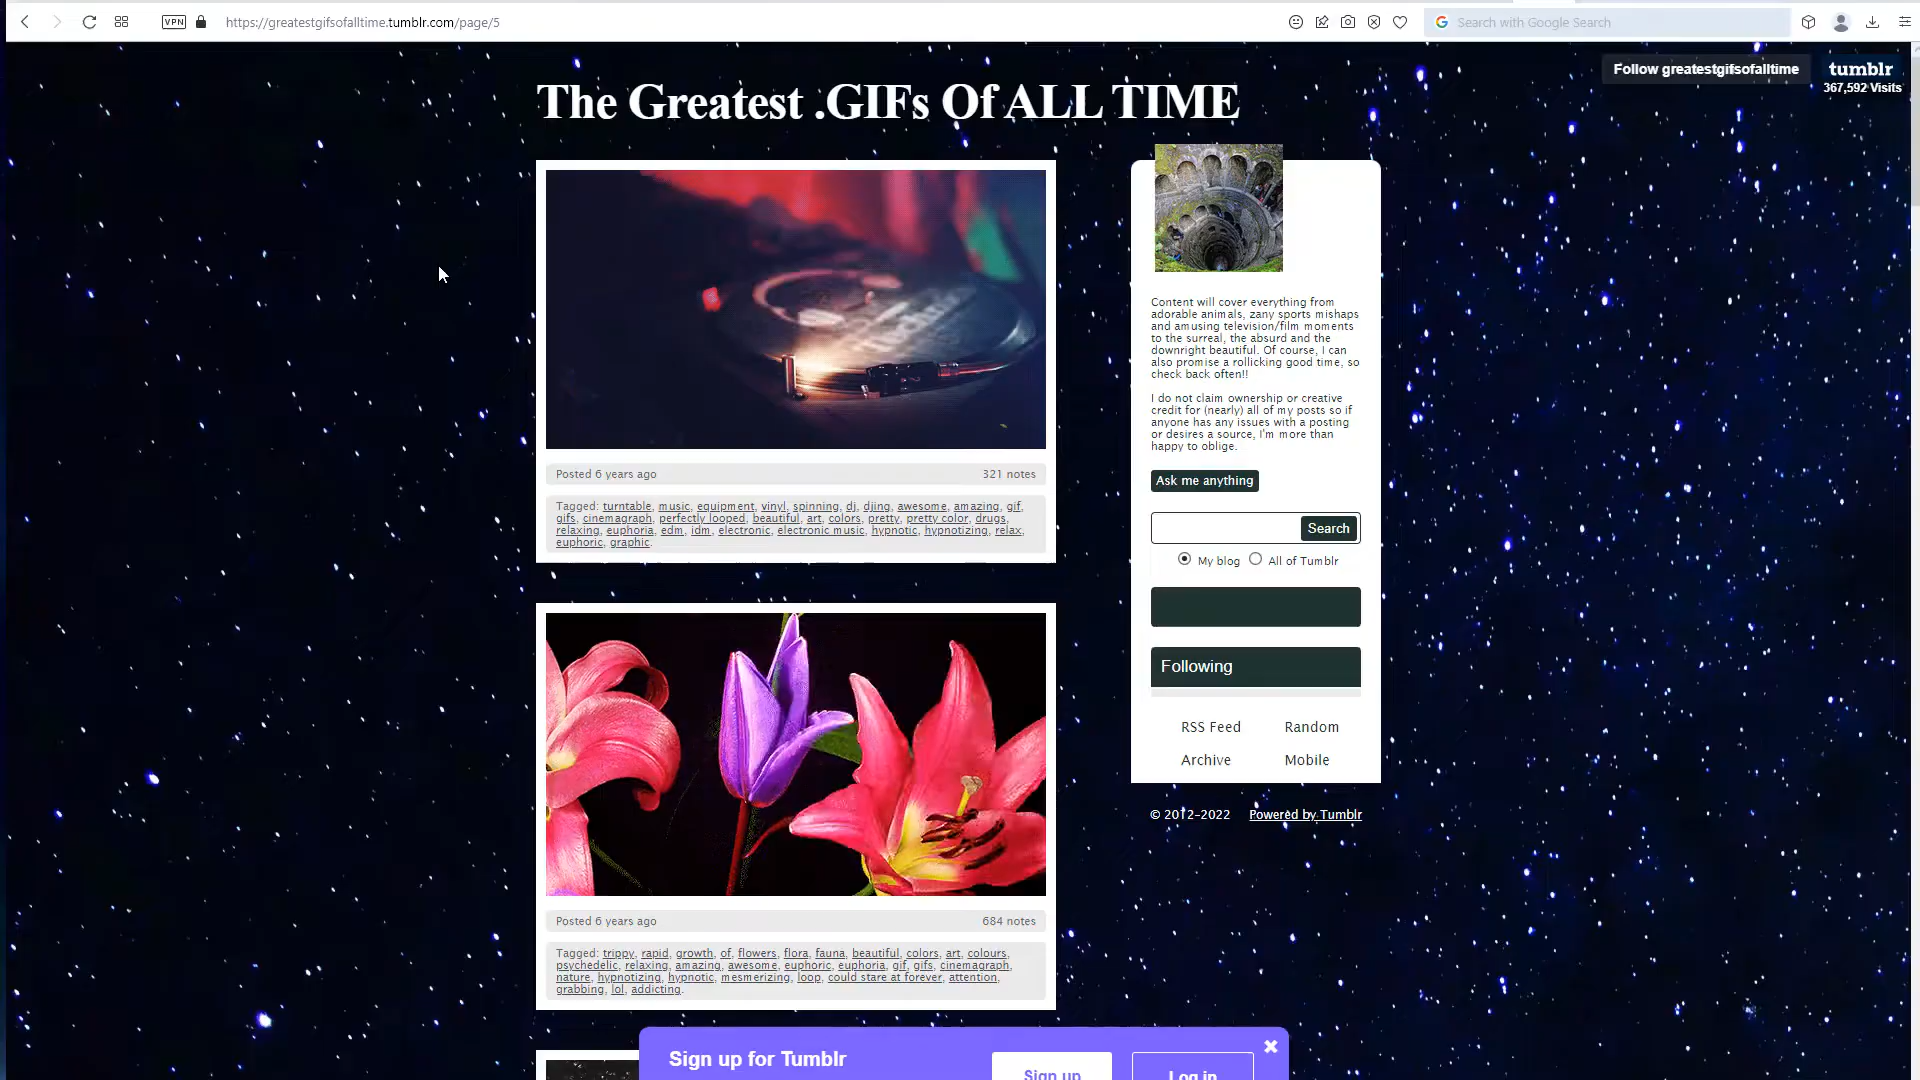 VPN
https://greatestgifsofalltime.tumblr.com/page/5
Search with Google Search
Follow greatestgifsofalltime
tumblr
367,592 Visits
The Greatest .GIFs Of ALL TIME
Posted 6 years ago
321 notes
Tagged: turntable, music, equipment, vinyl, spinning, dj, djing, awesome, amazing, gif,
gifs, cinemagraph, perfectly looped, beautiful, art, colors, pretty, pretty color, drugs,
relaxing, euphoria, edm, idm, electronic, electronic music, hypnotic, hypnotizing, relax,
euphoric, graphic.
Posted 6 years ago
684 notes
Tagged: trippy, rapid, growth, of, flowers, flora, fauna, beautiful, colors, art, colours,
psychedelic, relaxing, amazing, awesome, euphoric, euphoria, gif, gifs, cinemagraph,
nature, hypnotizing, hypnotic, mesmerizing, loop, could stare at forever, attention,
grabbing, lol, addicting.
Content will cover everything from
adorable animals, zany sports mishaps
and amusing television/film moments
to the surreal, the absurd and the
downright beautiful. Of course, I can
also promise a rollicking good time, so
check back often!!
I do not claim ownership or creative
credit for (nearly) all of my posts so if
anyone has any issues with a posting
or desires a source, I'm more than
happy to oblige.
Ask me anything
Search
My blog
All of Tumblr
Following
RSS Feed
Random
Archive
Mobile
© 2012-2022
Powered by Tumblr
Sign up for Tumblr
Sign up
Log in